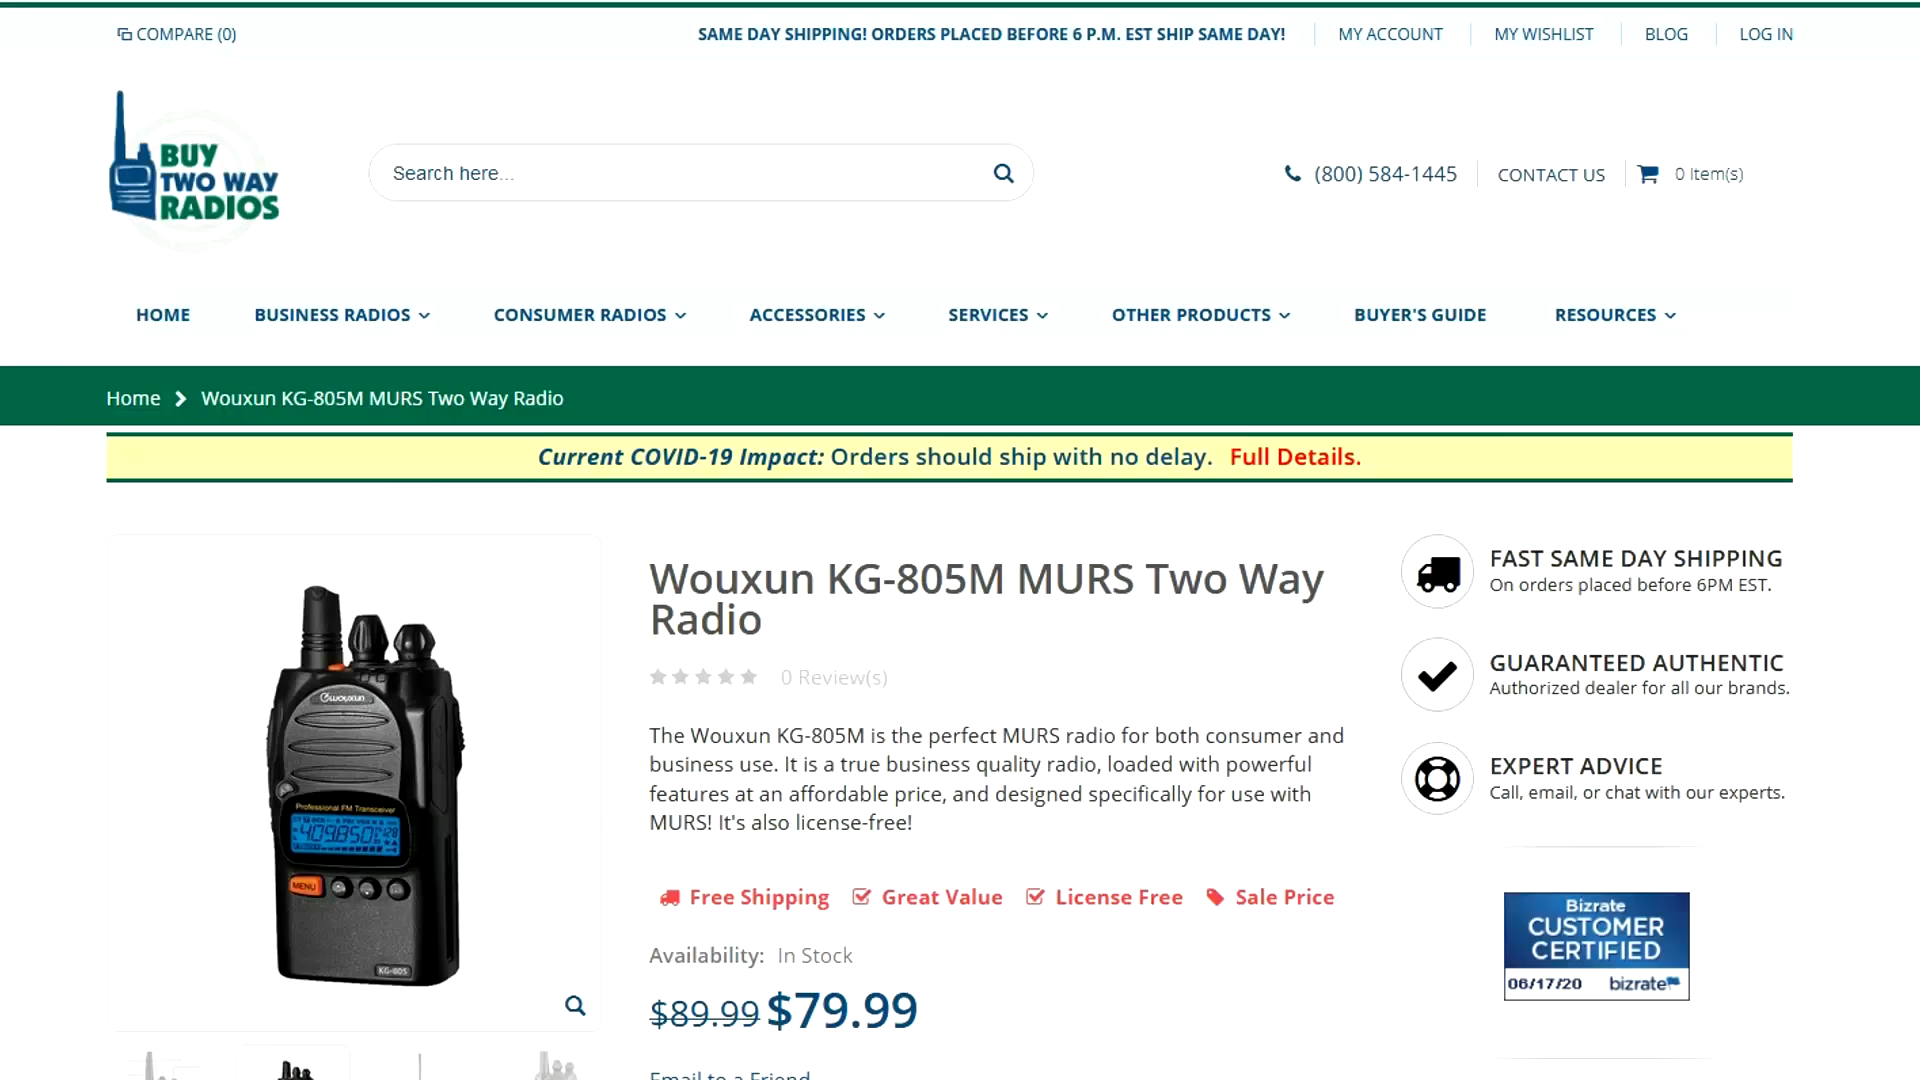 COMPARE (0)
SAME DAY SHIPPING! ORDERS PLACED BEFORE 6 P.M. EST SHIP SAME DAY!
MY ACCOUNT
MY WISHLIST
BLOG
LOG IN
BUY
TWO WAY
RADIOS
Search here...
(800) 584-1445
CONTACT US
0 Item(s)
HOME
BUSINESS RADIOS
CONSUMER RADIOS
ACCESSORIES
SERVICES
OTHER PRODUCTS
BUYER'S GUIDE
RESOURCES
Home
Wouxun KG-805M MURS Two Way Radio
Current COVID-19 Impact: Orders should ship with no delay. Full Details.
wouxun
Professional FM Transceiver
409.850
128
MENU
KG-805
Wouxun KG-805M MURS Two Way
Radio
0 Review(s)
The Wouxun KG-805M is the perfect MURS radio for both consumer and
business use. It is a true business quality radio, loaded with powerful
features at an affordable price, and designed specifically for use with
MURS! It's also license-free!
Free Shipping
Great Value
License Free
Sale Price
Availability: In Stock
$89.99 $79.99
Email to a Friend
FAST SAME DAY SHIPPING
On orders placed before 6PM EST.
GUARANTEED AUTHENTIC
Authorized dealer for all our brands.
EXPERT ADVICE
Call, email, or chat with our experts.
Bizrate
CUSTOMER
CERTIFIED
06/17/20 bizrate